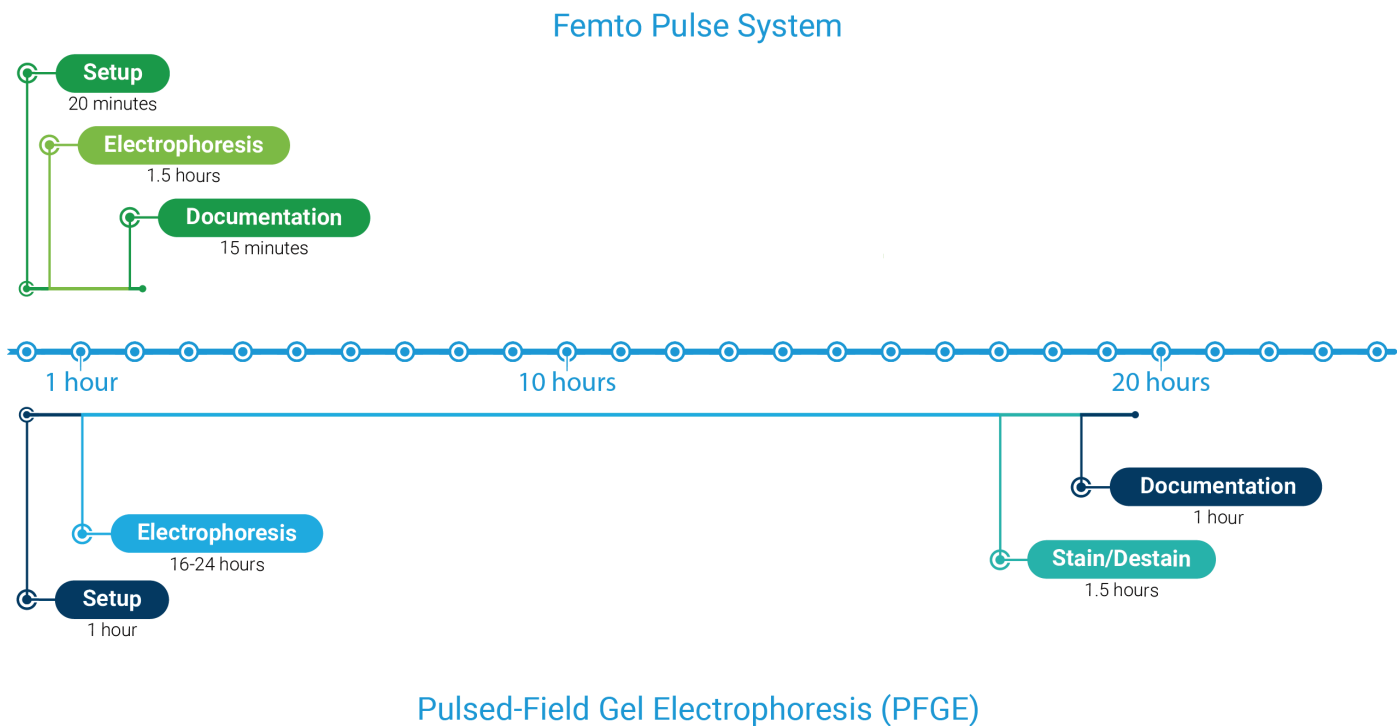 Femto Pulse System
Setup
20 minutes
Electrophoresis
1.5 hours
Documentation
15 minutes
1 hour
10 hours
20 hours
Documentation
1 hour
Electrophoresis
16-24 hours
Stain/Destain
1.5 hours
Setup
1 hour
Pulsed-Field Gel Electrophoresis (PFGE)